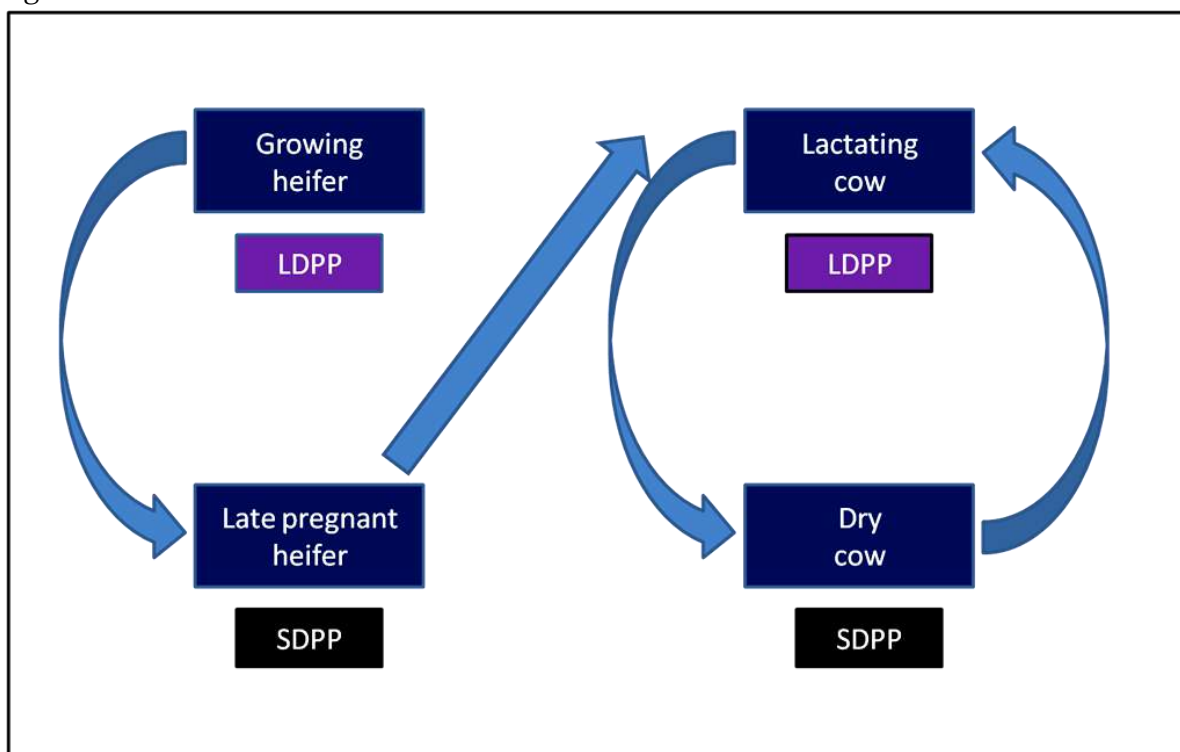 Growing
heifer
LDPP
Late pregnant
heifer
SDPP
Lactating
cow
LDPP
Dry
cow
SDPP